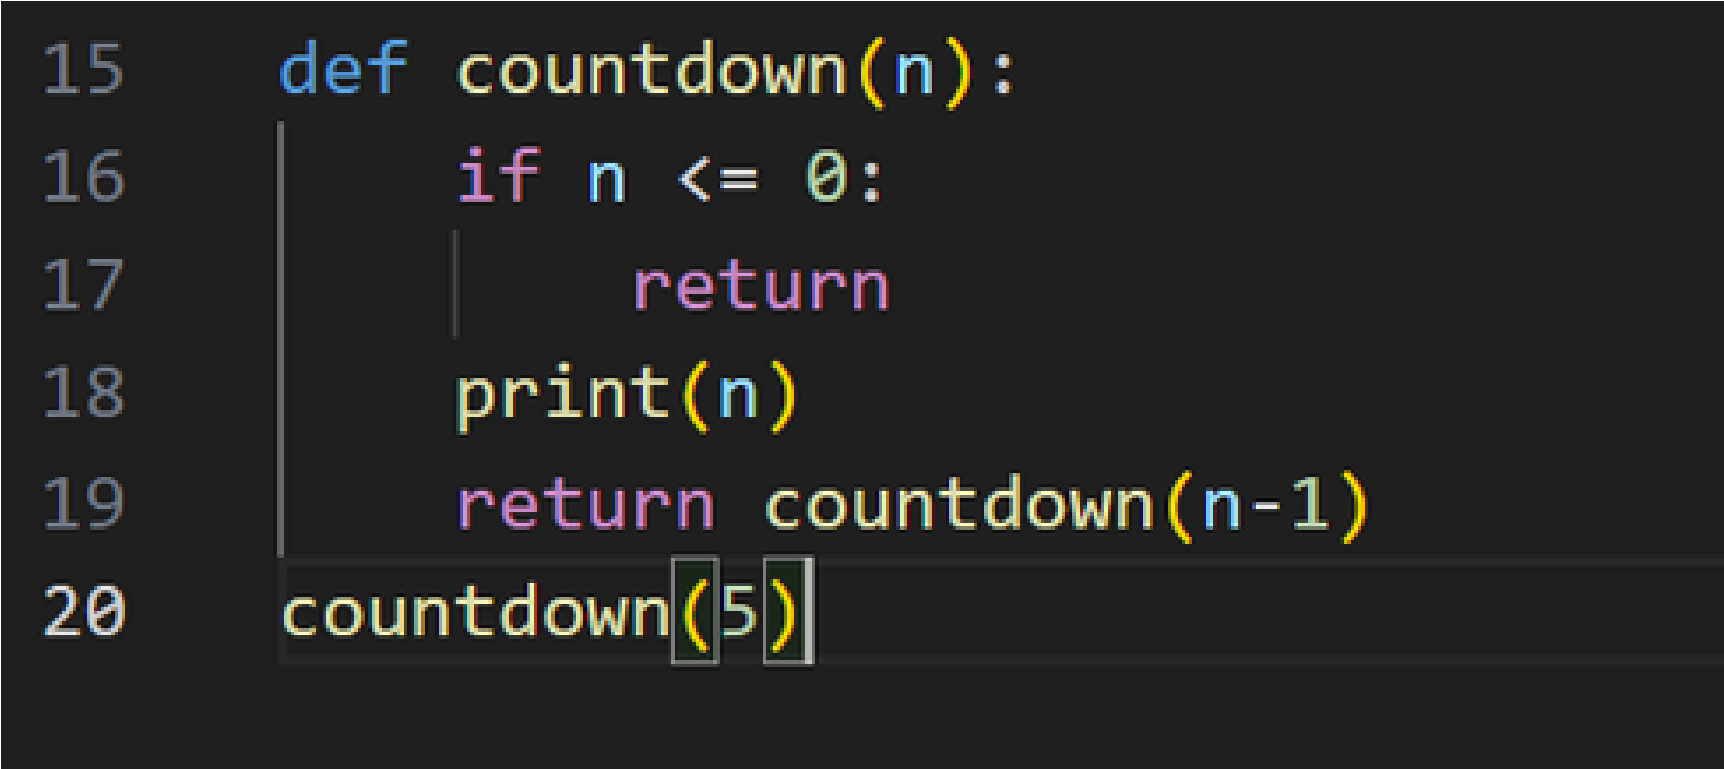 15 def countdown(n):
16     if n <= 0:
17         return
18     print(n)
19     return countdown(n-1)
20 countdown(5)